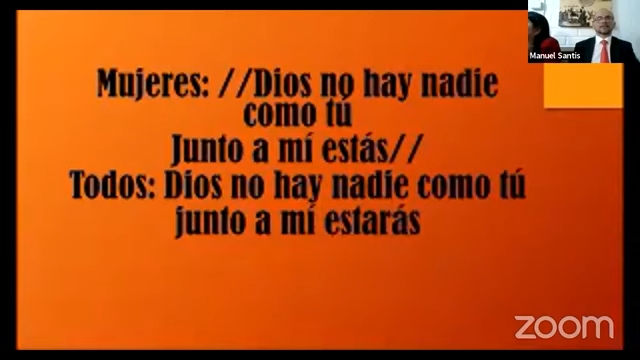 Mujeres: //Dios no hay nadie
como tú
Junto a mí estás//
Todos: Dios no hay nadie como tú
junto a mí estarás
Manuel Santis
zoom